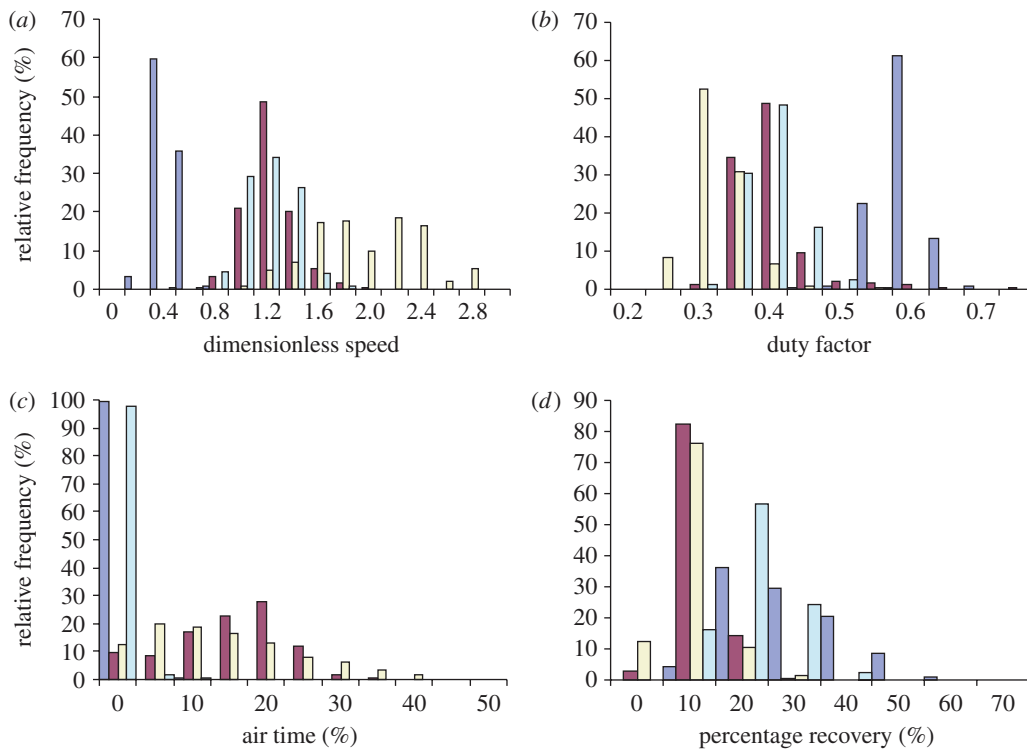 (a)
70
60
50
40
30
20
10
0
relative frequency (%)
0 0.4 0.8 1.2 1.6 2.0 2.4 2.8
dimensionless speed
(b)
70
60
50
40
30
20
10
0
0.2 0.3 0.4 0.5 0.6 0.7
duty factor
(c)
100
90
80
70
60
50
40
30
20
10
0
relative frequency (%)
0 10 20 30 40 50
air time (%)
(d)
90
80
70
60
50
40
30
20
10
0
0 10 20 30 40 50 60 70
percentage recovery (%)